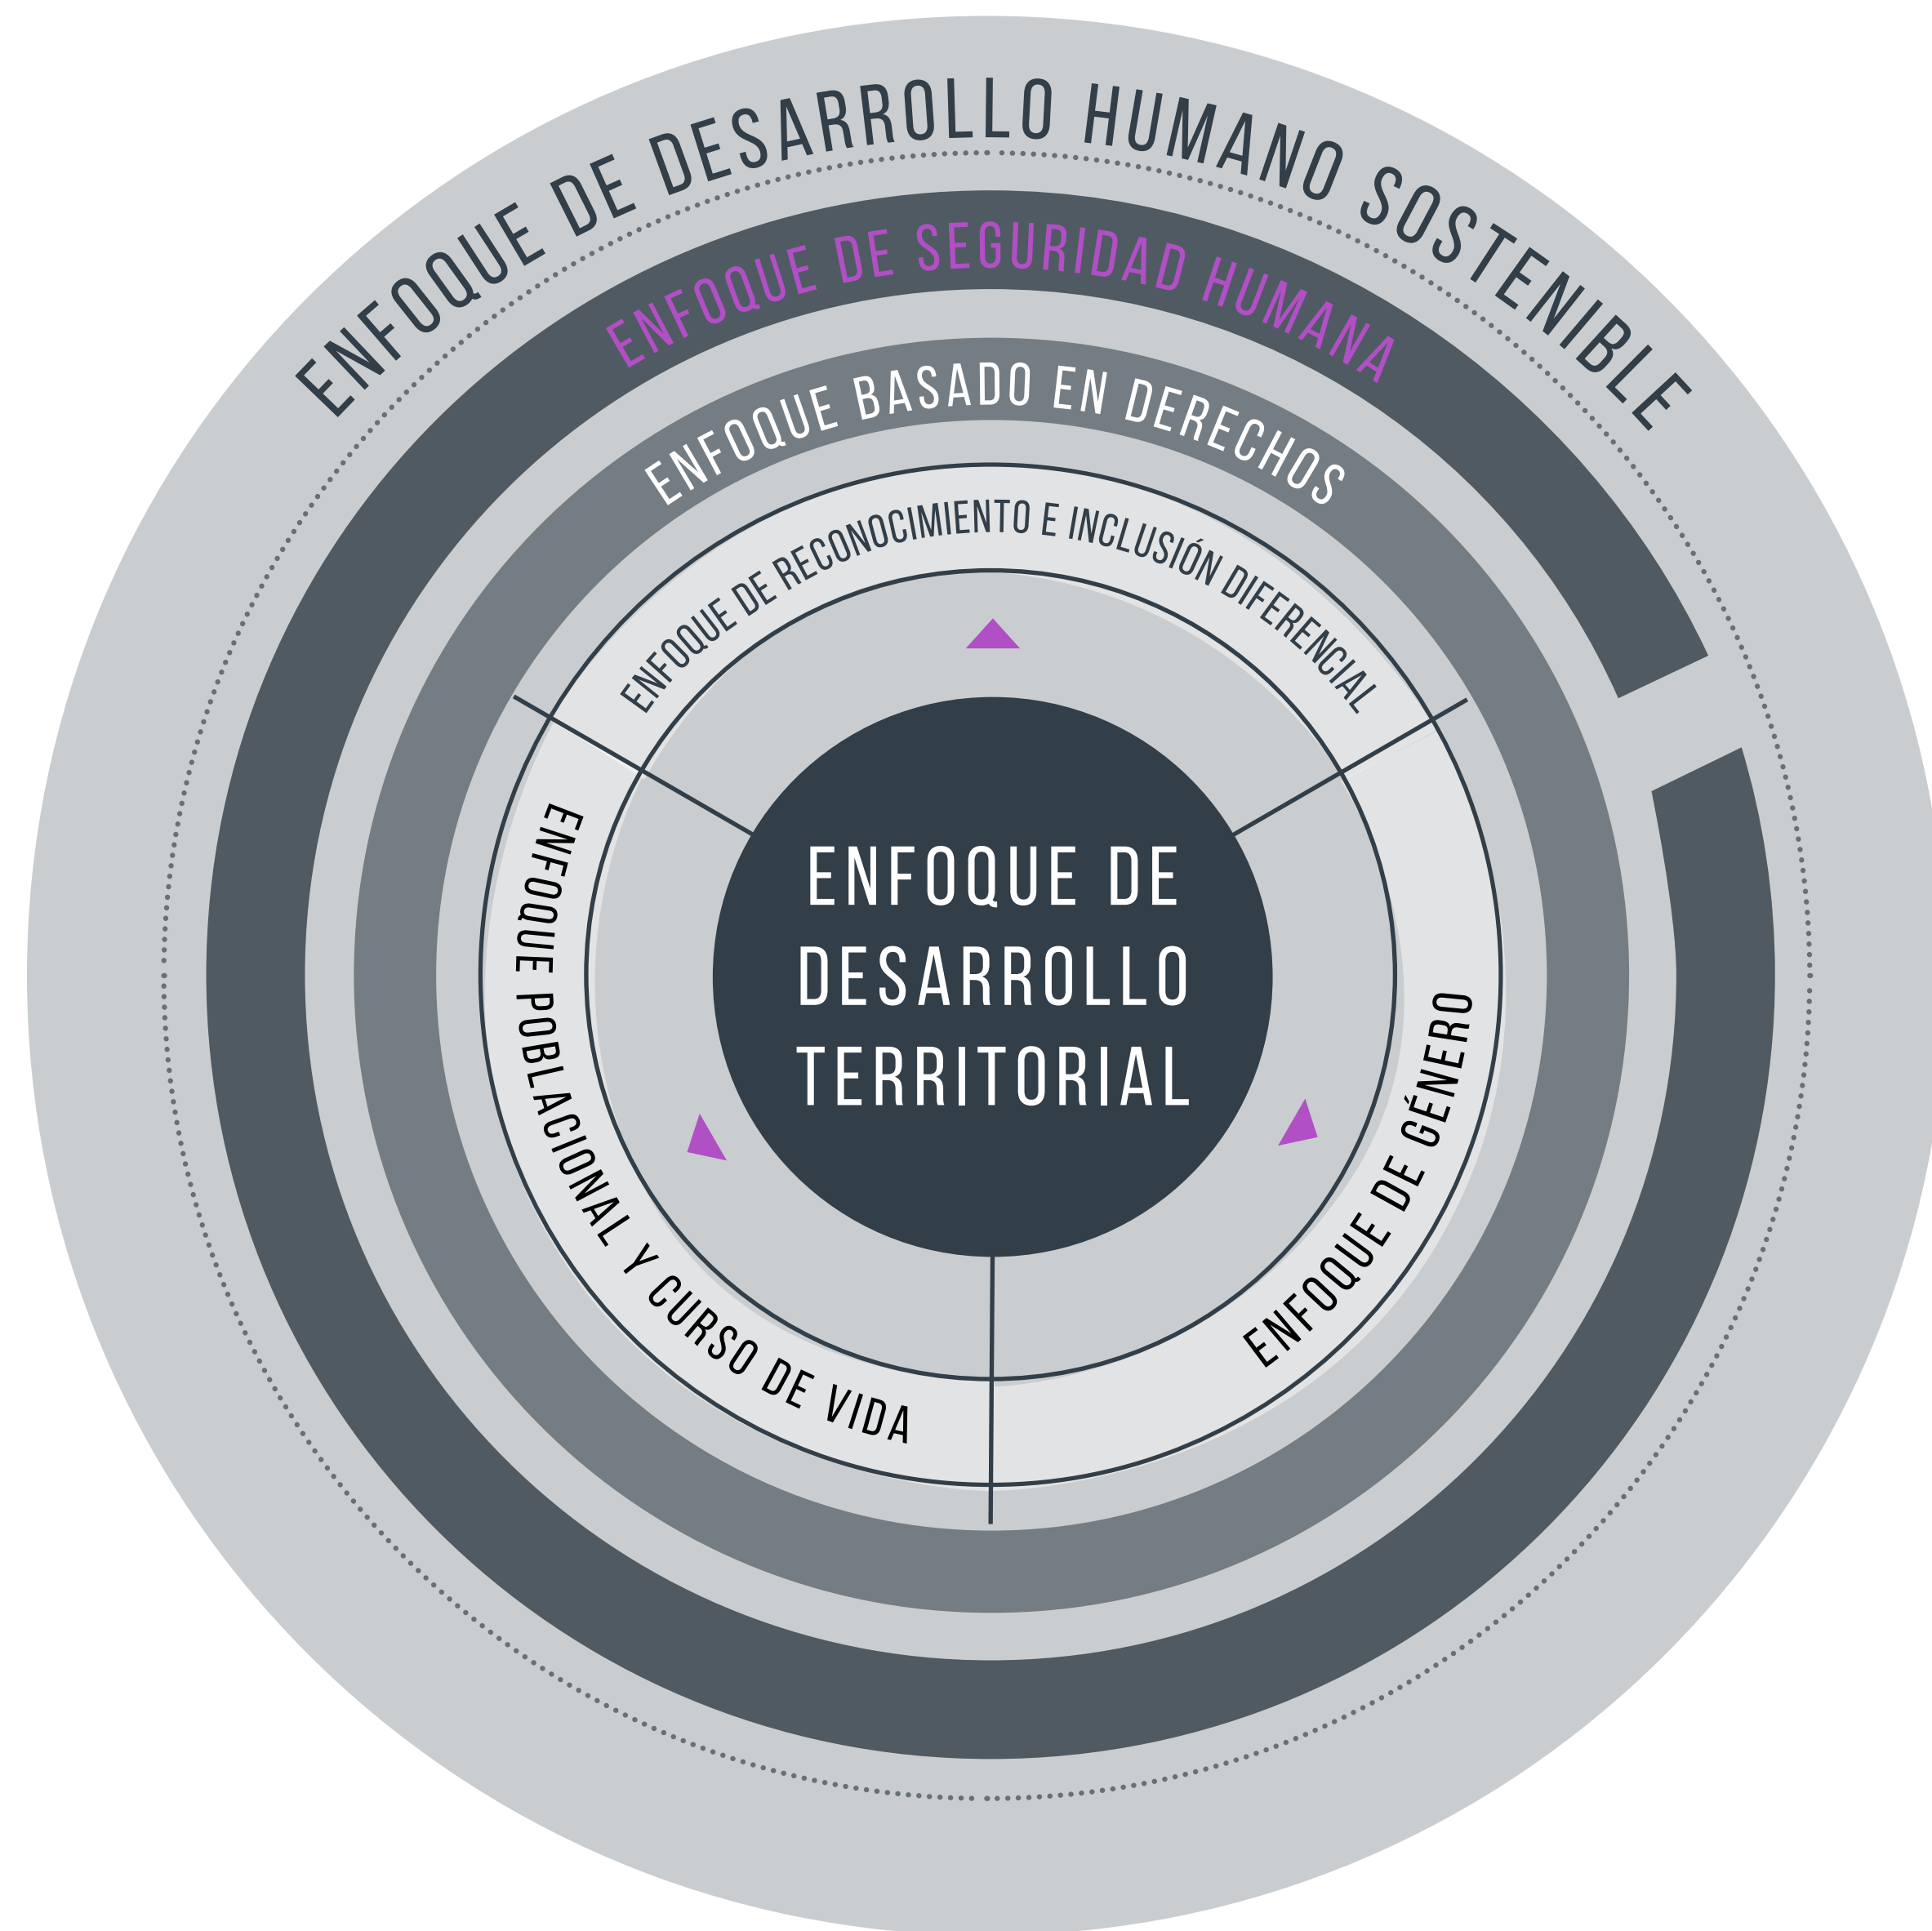 ENFOQUE DE DESARROLLO HUMANO SOSTENIBLE
ENFOQUE DE SEGURIDAD HUMANA
ENFOQUE BASADO EN DERECHOS
ENFOQUE DE RECONOCIMIENTO E INCLUSIÓN DIFERENCIAL
ENFOQUE DE
DESARROLLO
TERRITORIAL
ENFOQUE POBLACIONAL Y CURSO DE VIDA
ENFOQUE DE GÉNERO